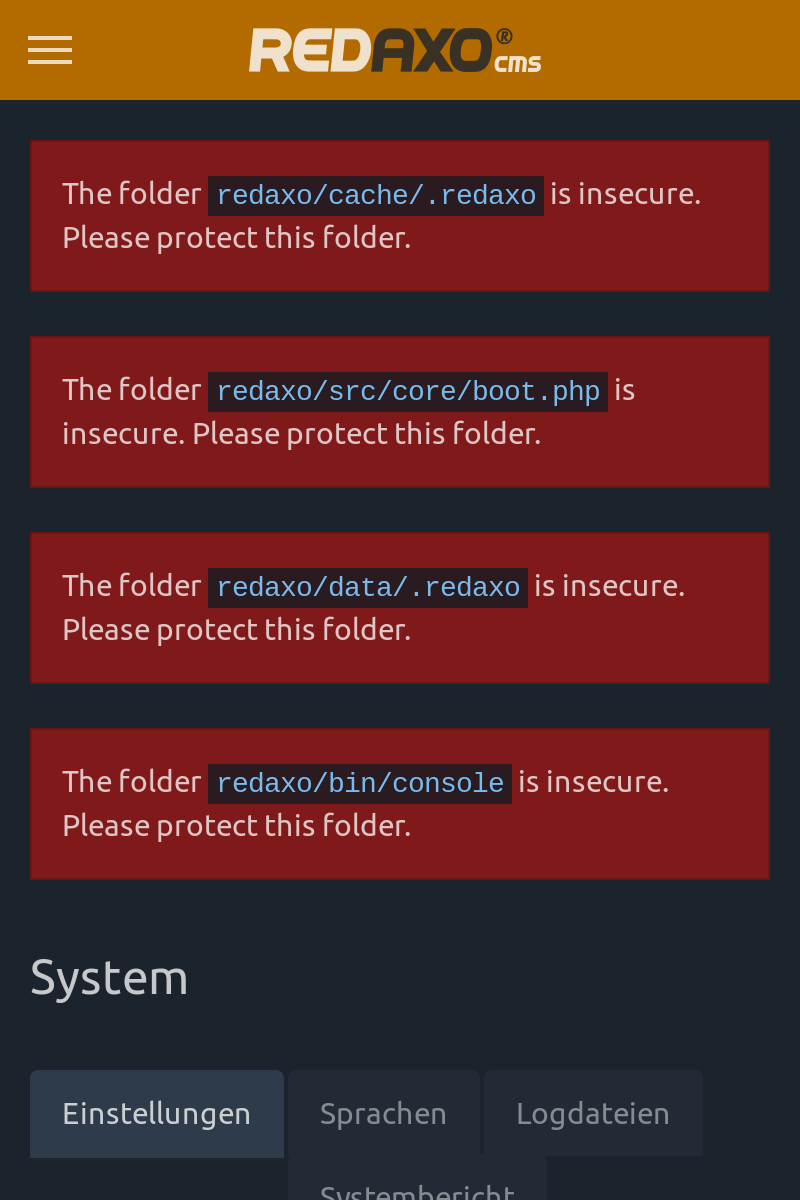 REDAXO®
cms
The folder redaxo/cache/.redaxo is insecure.
Please protect this folder.
The folder redaxo/src/core/boot.php is
insecure. Please protect this folder.
The folder redaxo/data/.redaxo is insecure.
Please protect this folder.
The folder redaxo/bin/console is insecure.
Please protect this folder.
System
Einstellungen Sprachen Logdateien
Systembericht